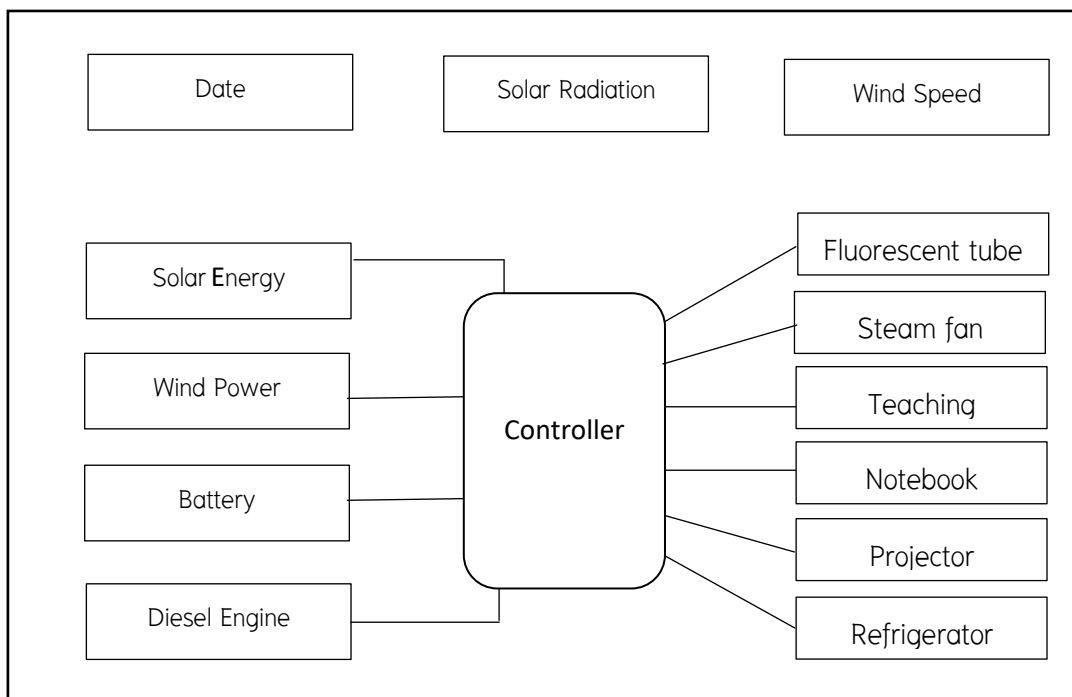 Date
Solar Radiation
Wind Speed
Solar Energy
Wind Power
Battery
Diesel Engine
Controller
Fluorescent tube
Steam fan
Teaching
Notebook
Projector
Refrigerator